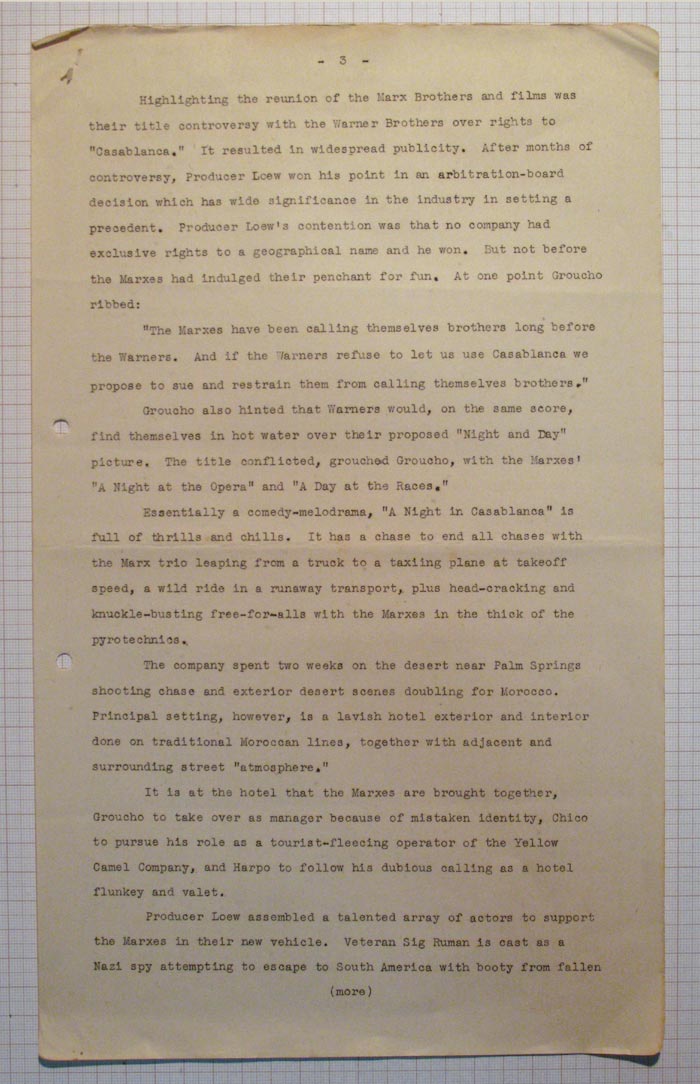 - 3 -
Highlighting the reunion of the Marx Brothers and films was
their title controversy with the Warner Brothers over rights to
"Casablanca." It resulted in widespread publicity. After months of
controversy, Producer Loew won his point in an arbitration-board
decision which has wide significance in the industry in setting a
precedent. Producer Loew's contention was that no company had
exclusive rights to a geographical name and he won. But not before
the Marxes had indulged their penchant for fun. At one point Groucho
ribbed:
"The Marxes have been calling themselves brothers long before
the Warners. And if the Warners refuse to let us use Casablanca we
propose to sue and restrain them from calling themselves brothers."
Groucho also hinted that Warners would, on the same score,
find themselves in hot water over their proposed "Night and Day"
picture. The title conflicted, grouched Groucho, with the Marxes'
"A Night at the Opera" and "A Day at the Races."
Essentially a comedy-melodrama, "A Night in Casablanca" is
full of thrills and chills. It has a chase to end all chases with
the Marx trio leaping from a truck to a taxiing plane at takeoff
speed, a wild ride in a runaway transport, plus head-cracking and
knuckle-busting free-for-alls with the Marxes in the thick of the
pyrotechnics.
The company spent two weeks on the desert near Palm Springs
shooting chase and exterior desert scenes doubling for Morocco.
Principal setting, however, is a lavish hotel exterior and interior
done on traditional Moroccan lines, together with adjacent and
surrounding street "atmosphere."
It is at the hotel that the Marxes are brought together,
Groucho to take over as manager because of mistaken identity, Chico
to pursue his role as a tourist-fleecing operator of the Yellow
Camel Company, and Harpo to follow his dubious calling as a hotel
flunkey and valet.
Producer Loew assembled a talented array of actors to support
the Marxes in their new vehicle. Veteran Sig Ruman is cast as a
Nazi spy attempting to escape to South America with booty from fallen
(more)